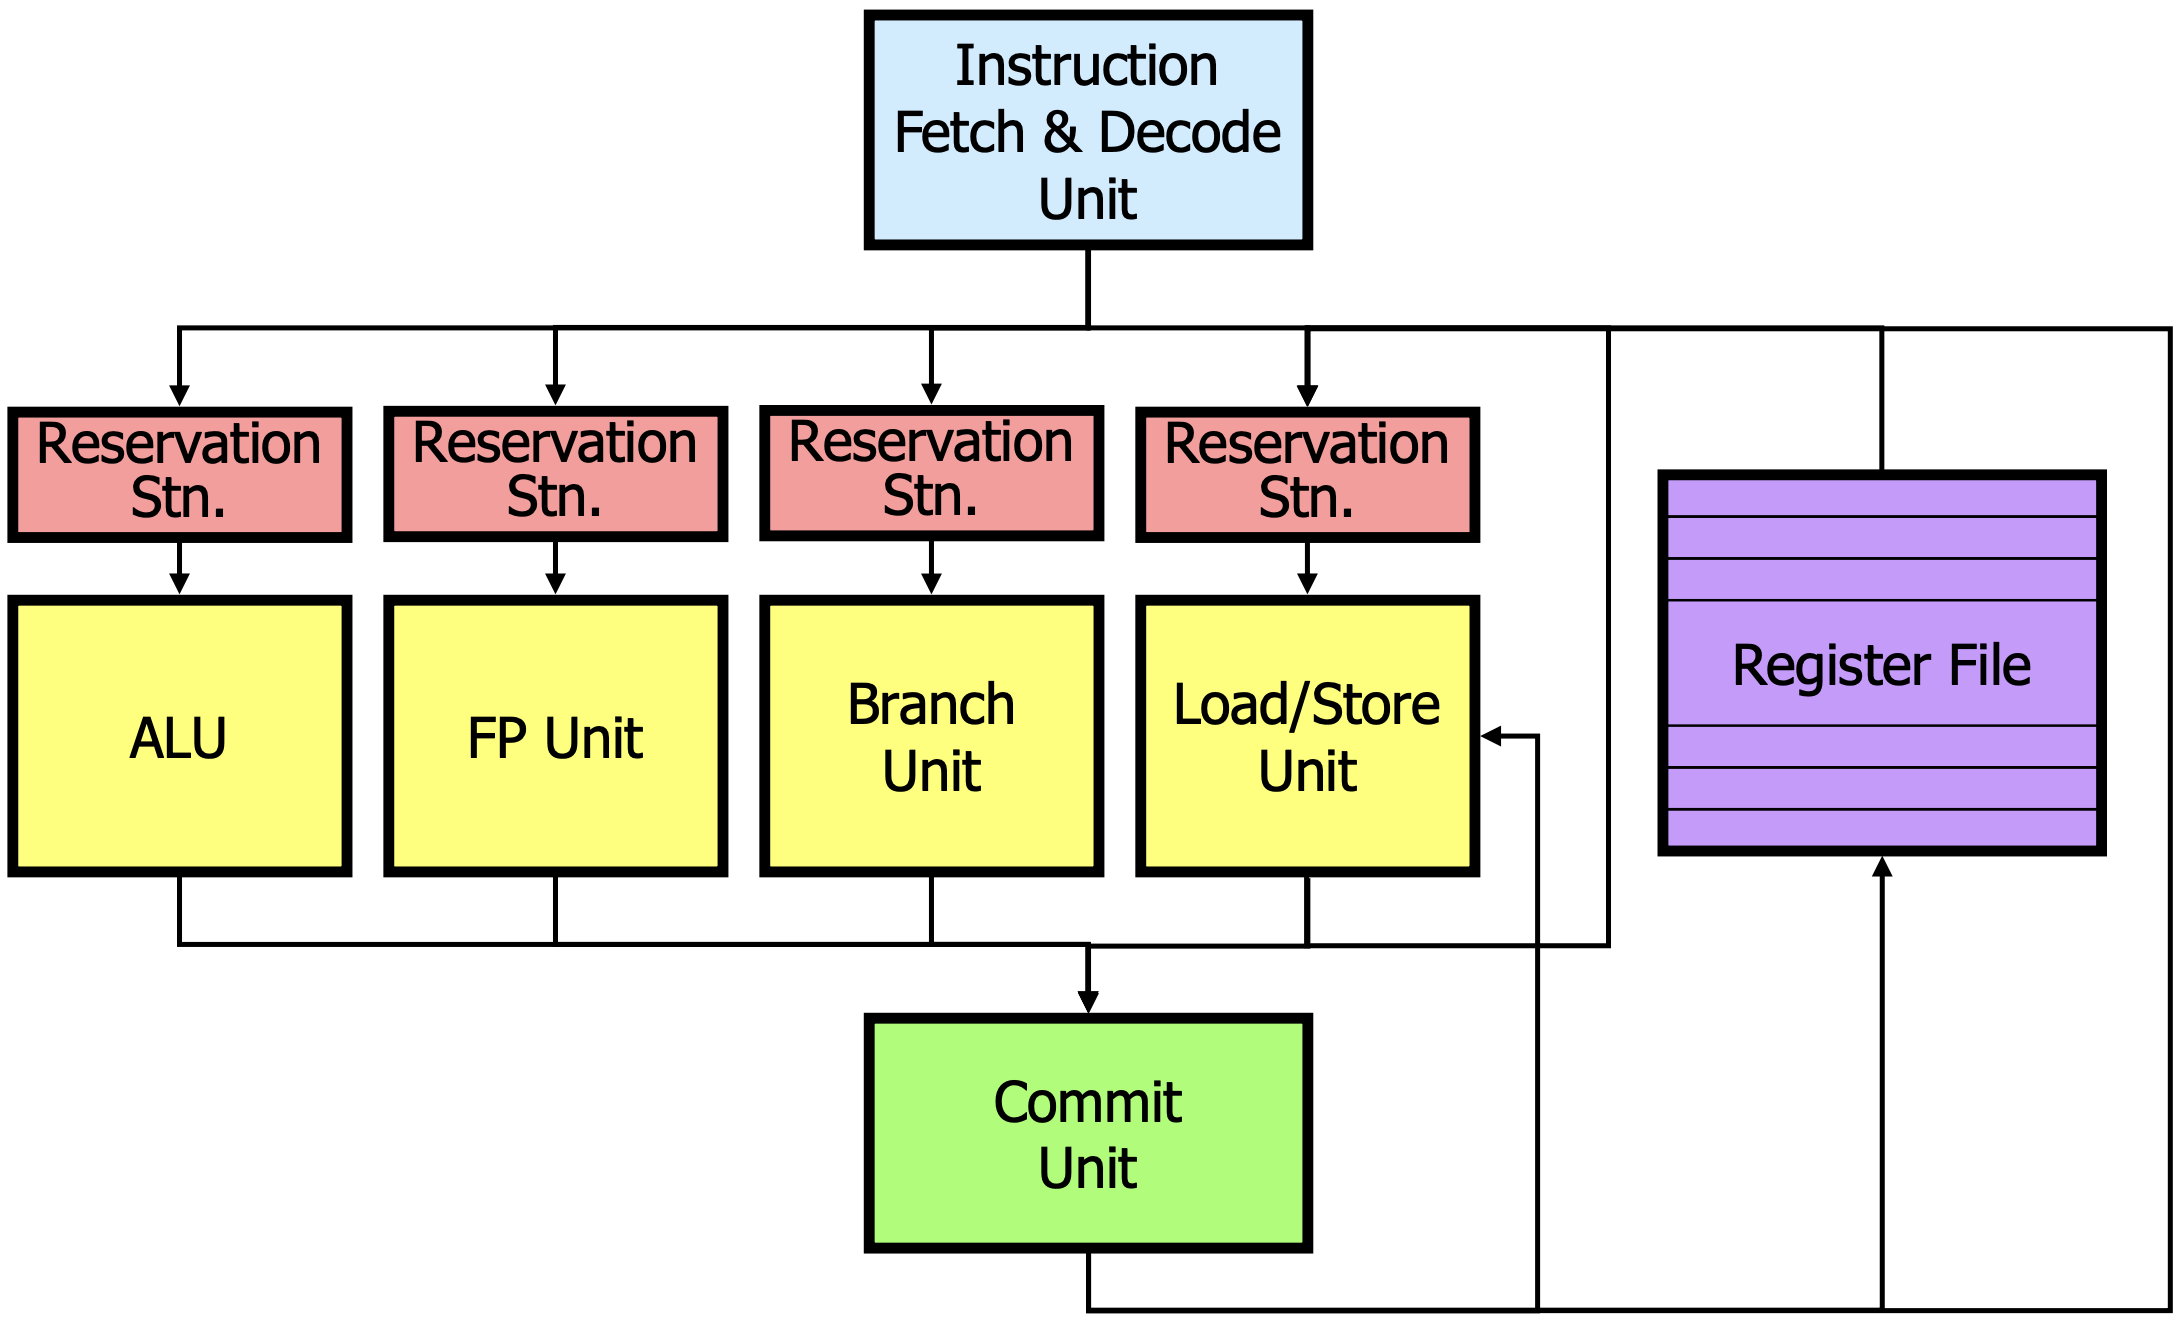 Instruction
Fetch & Decode
Unit
Reservation
Stn.
Reservation
Stn.
Reservation
Stn.
Reservation
Stn.
ALU
FP Unit
Branch
Unit
Load/Store
Unit
Register File
Commit
Unit